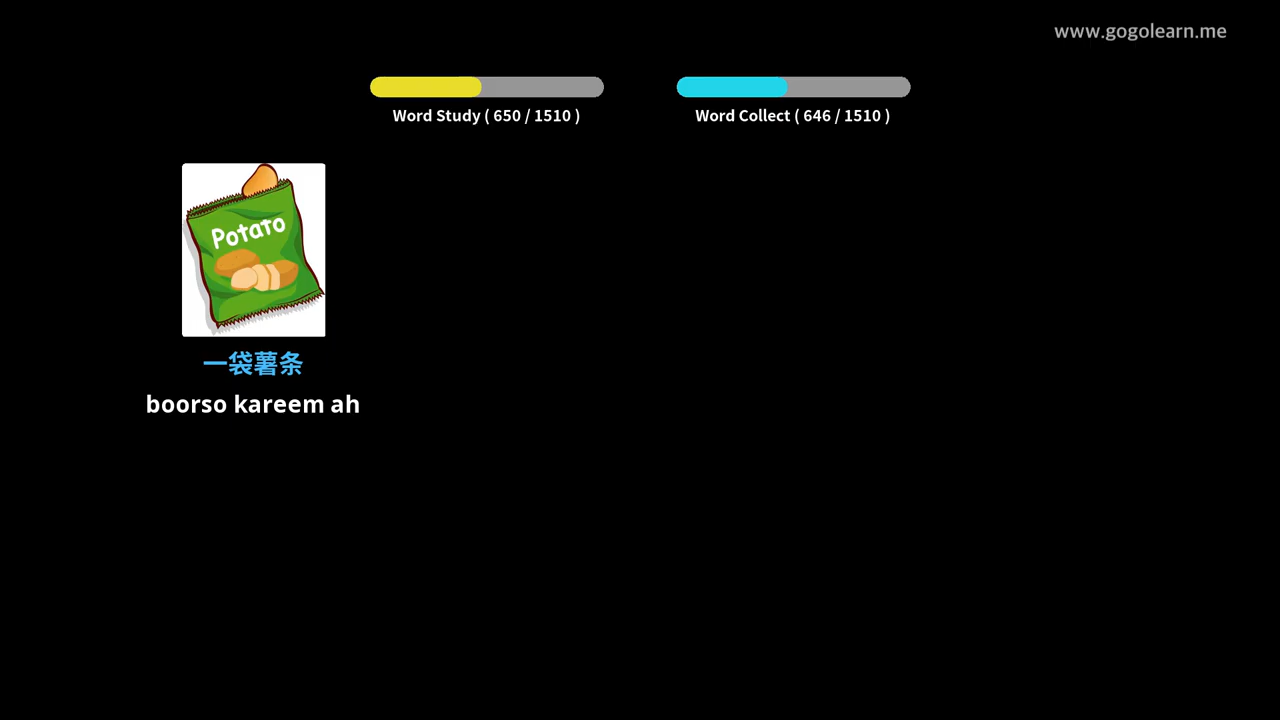 www.gogolearn.me
Word Study ( 650 / 1510 )
Word Collect ( 646 / 1510 )
Potato
一袋薯条
boorso kareem ah